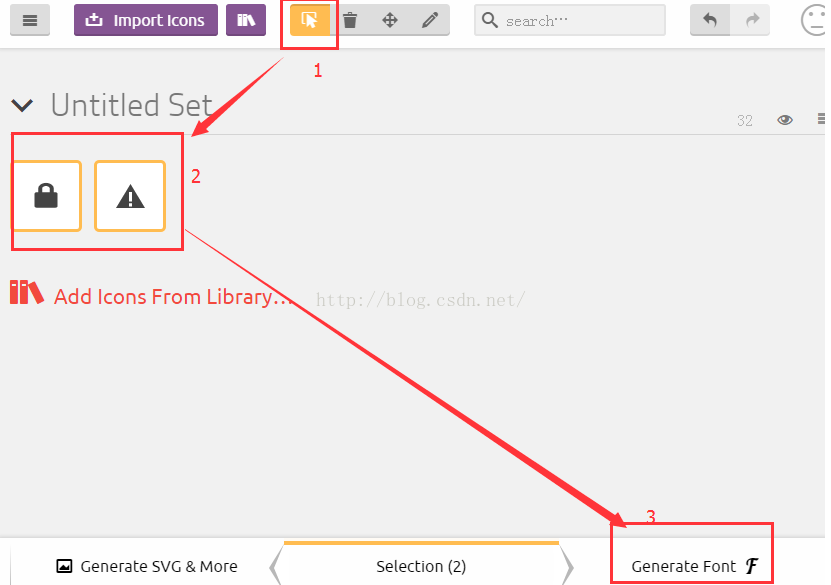 Import Icons
search…
1
Untitled Set
32
2
Add Icons From Library...
http://blog.csdn.net/
3
Generate SVG & More
Selection (2)
Generate Font F